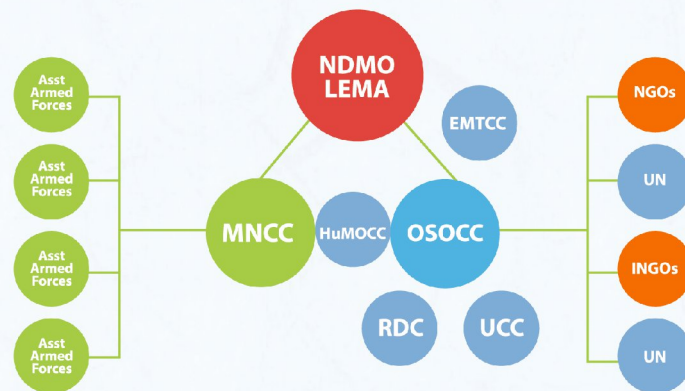 NDMO
LEMA
EMTCC
MNCC
HuMOCC
OSOCC
RDC
UCC
Asst
Armed
Forces
Asst
Armed
Forces
Asst
Armed
Forces
Asst
Armed
Forces
NGOs
UN
INGOs
UN